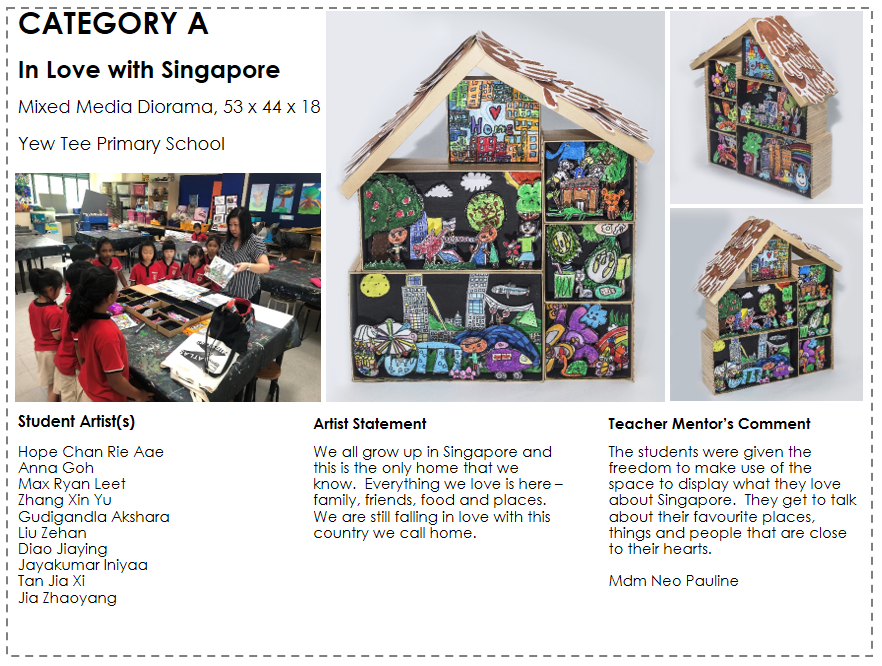 CATEGORY A
In Love with Singapore
Mixed Media Diorama, 53 x 44 x 18
Yew Tee Primary School
Home
Student Artist(s)
Hope Chan Rie Aae
Anna Goh
Max Ryan Leet
Zhang Xin Yu
Gudigandla Akshara
Liu Zehan
Diao Jiaying
Jayakumar Iniyaa
Tan Jia Xi
Jia Zhaoyang
Artist Statement
We all grow up in Singapore and
this is the only home that we
know.  Everything we love is here –
family, friends, food and places.
We are still falling in love with this
country we call home.
Teacher Mentor's Comment
The students were given the
freedom to make use of the
space to display what they love
about Singapore.  They get to talk
about their favourite places,
things and people that are close
to their hearts.
Mdm Neo Pauline